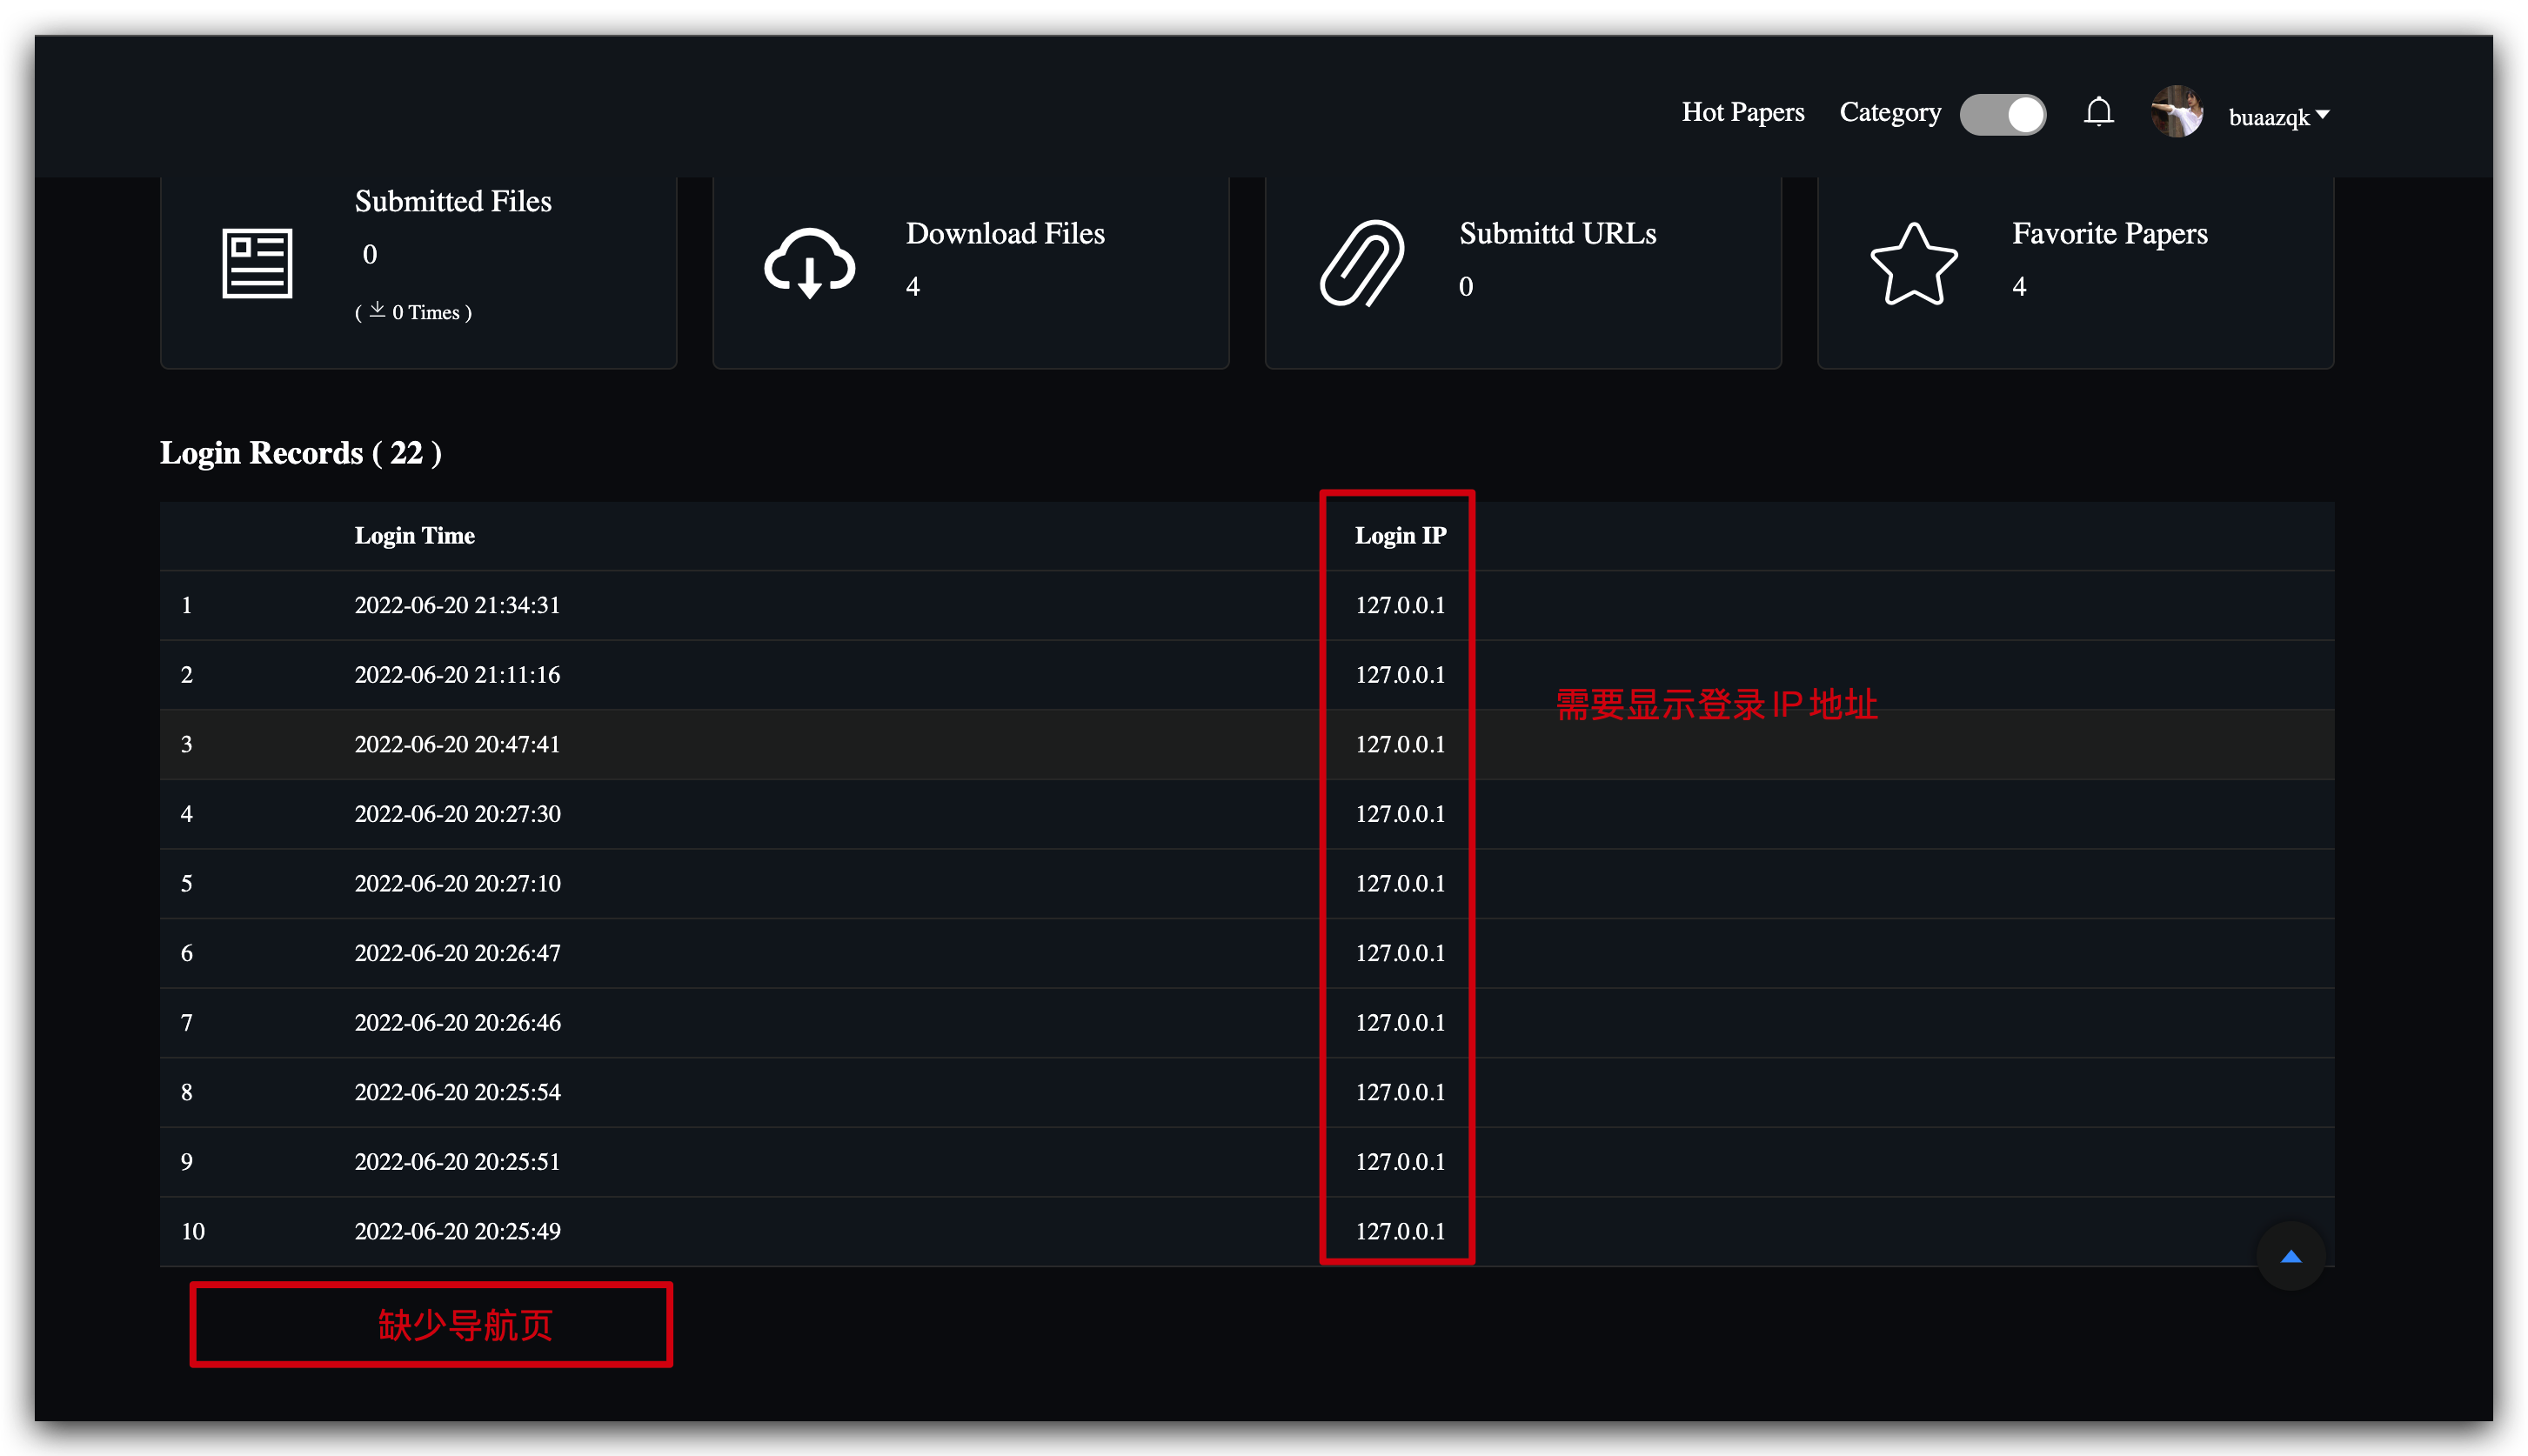 Hot Papers Category buaazqk
Submitted Files
0
( 0 Times )
Download Files
4
Submittd URLs
0
Favorite Papers
4
Login Records ( 22 )
Login Time Login IP
1 2022-06-20 21:34:31 127.0.0.1
2 2022-06-20 21:11:16 127.0.0.1
需要显示登录IP地址
3 2022-06-20 20:47:41 127.0.0.1
4 2022-06-20 20:27:30 127.0.0.1
5 2022-06-20 20:27:10 127.0.0.1
6 2022-06-20 20:26:47 127.0.0.1
7 2022-06-20 20:26:46 127.0.0.1
8 2022-06-20 20:25:54 127.0.0.1
9 2022-06-20 20:25:51 127.0.0.1
10 2022-06-20 20:25:49 127.0.0.1
缺少导航页